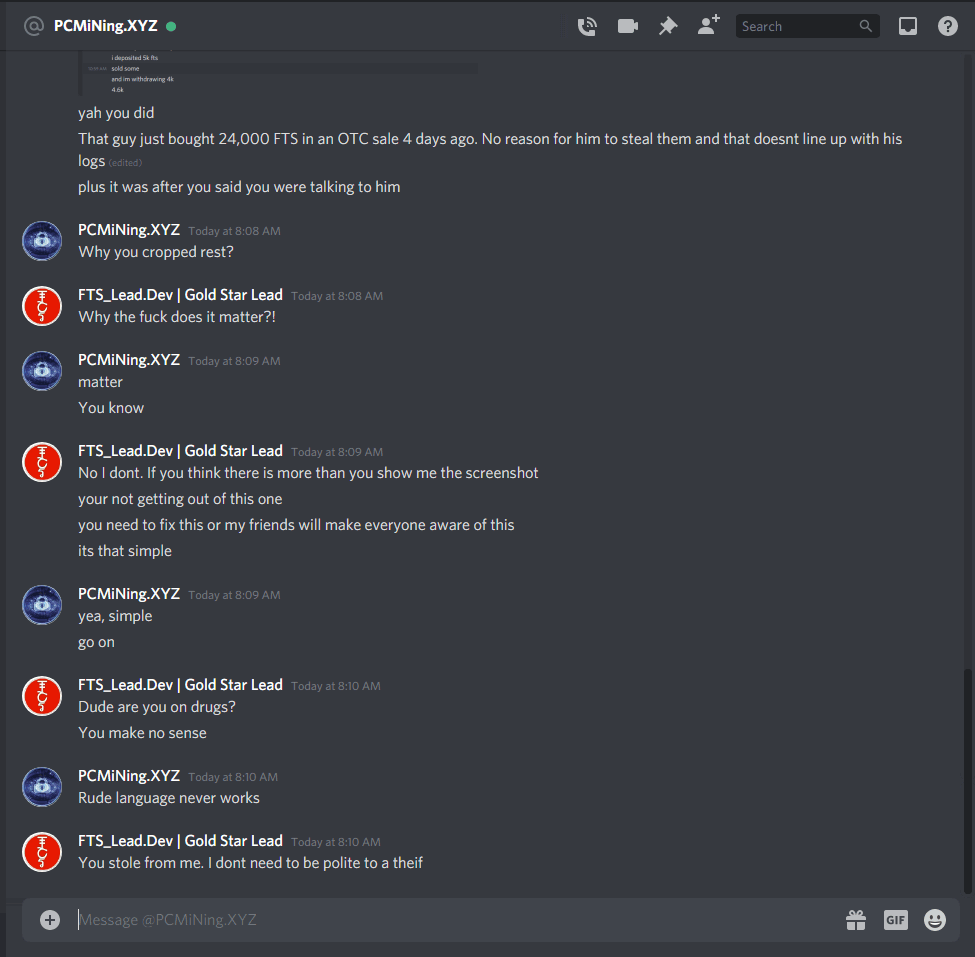 PCMiNing.XYZ
Search
i deposited 5k fts
sold some
and im withdrawing 4k
4.6k
yah you did
That guy just bought 24,000 FTS in an OTC sale 4 days ago. No reason for him to steal them and that doesnt line up with his
logs (edited)
plus it was after you said you were talking to him
PCMiNing.XYZ Today at 8:08 AM
Why you cropped rest?
FTS_Lead.Dev | Gold Star Lead Today at 8:08 AM
Why the fuck does it matter?!
PCMiNing.XYZ Today at 8:09 AM
matter
You know
FTS_Lead.Dev | Gold Star Lead Today at 8:09 AM
No I dont. If you think there is more than you show me the screenshot
your not getting out of this one
you need to fix this or my friends will make everyone aware of this
its that simple
PCMiNing.XYZ Today at 8:09 AM
yea, simple
go on
FTS_Lead.Dev | Gold Star Lead Today at 8:10 AM
Dude are you on drugs?
You make no sense
PCMiNing.XYZ Today at 8:10 AM
Rude language never works
FTS_Lead.Dev | Gold Star Lead Today at 8:10 AM
You stole from me. I dont need to be polite to a theif
Message @PCMiNing.XYZ
GIF